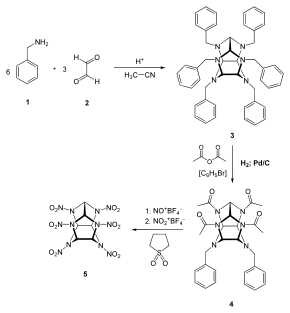 NH2
6 + 3 O O
H+
H3C—CN
1 2
N N
N N N N
N N
3
O O
O
[C6H5Br]
H2; Pd/C
NO2 NO2
N N
NO2 N N NO2
N N
NO2 NO2
5
1. NO+BF4−
2. NO2+BF4−
S
O O
O O
N N
O N N O
N N
4